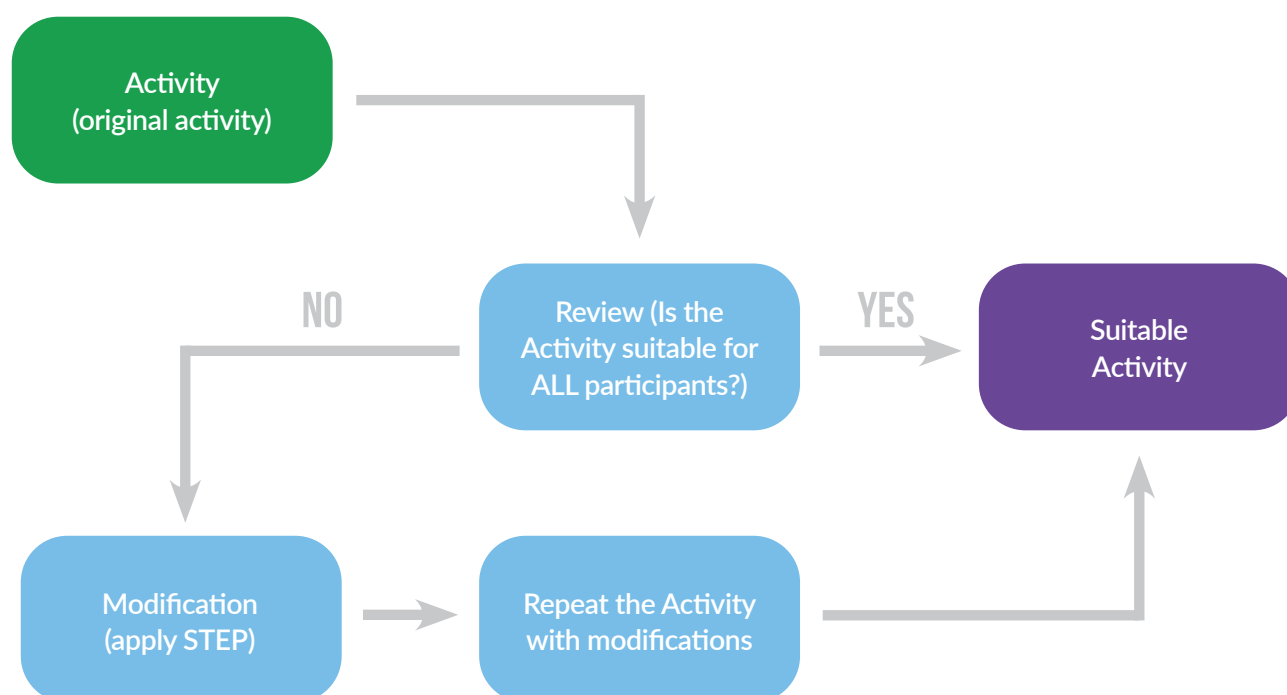 Activity
(original activity)
NO
Review (Is the
Activity suitable for
ALL participants?)
YES
Suitable
Activity
Modification
(apply STEP)
Repeat the Activity
with modifications